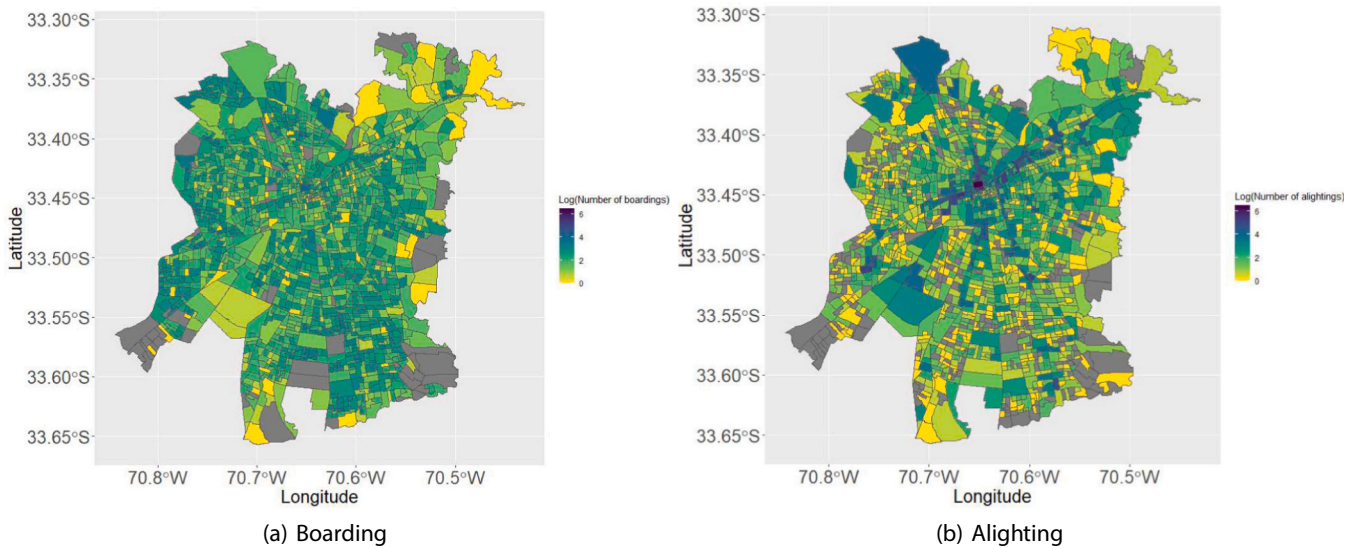 33.30°S
33.35°S
33.40°S
33.45°S
33.50°S
33.55°S
33.60°S
33.65°S
Latitude
70.8°W 70.7°W 70.6°W 70.5°W
Longitude
Log(Number of boardings)
6
4
2
0
(a) Boarding
33.30°S
33.35°S
33.40°S
33.45°S
33.50°S
33.55°S
33.60°S
33.65°S
Latitude
70.8°W 70.7°W 70.6°W 70.5°W
Longitude
Log(Number of alightings)
6
4
2
0
(b) Alighting